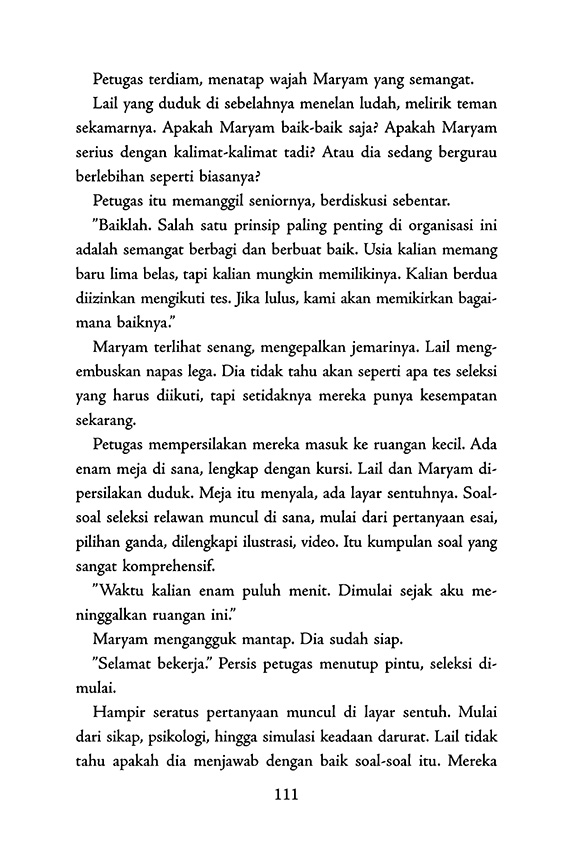 Petugas terdiam, menatap wajah Maryam yang semangat.
Lail yang duduk di sebelahnya menelan ludah, melirik teman
sekamarnya. Apakah Maryam baik-baik saja? Apakah Maryam
serius dengan kalimat-kalimat tadi? Atau dia sedang bergurau
berlebihan seperti biasanya?
Petugas itu memanggil seniornya, berdiskusi sebentar.
”Baiklah. Salah satu prinsip paling penting di organisasi ini
adalah semangat berbagi dan berbuat baik. Usia kalian memang
baru lima belas, tapi kalian mungkin memilikinya. Kalian berdua
diizinkan mengikuti tes. Jika lulus, kami akan memikirkan bagai-
mana baiknya.”
Maryam terlihat senang, mengepalkan jemarinya. Lail meng-
embuskan napas lega. Dia tidak tahu akan seperti apa tes seleksi
yang harus diikuti, tapi setidaknya mereka punya kesempatan
sekarang.
Petugas mempersilakan mereka masuk ke ruangan kecil. Ada
enam meja di sana, lengkap dengan kursi. Lail dan Maryam di-
persilakan duduk. Meja itu menyala, ada layar sentuhnya. Soal-
soal seleksi relawan muncul di sana, mulai dari pertanyaan esai,
pilihan ganda, dilengkapi ilustrasi, video. Itu kumpulan soal yang
sangat komprehensif.
”Waktu kalian enam puluh menit. Dimulai sejak aku me-
ninggalkan ruangan ini.”
Maryam mengangguk mantap. Dia sudah siap.
”Selamat bekerja.” Persis petugas menutup pintu, seleksi di-
mulai.
Hampir seratus pertanyaan muncul di layar sentuh. Mulai
dari sikap, psikologi, hingga simulasi keadaan darurat. Lail tidak
tahu apakah dia menjawab dengan baik soal-soal itu. Mereka
111